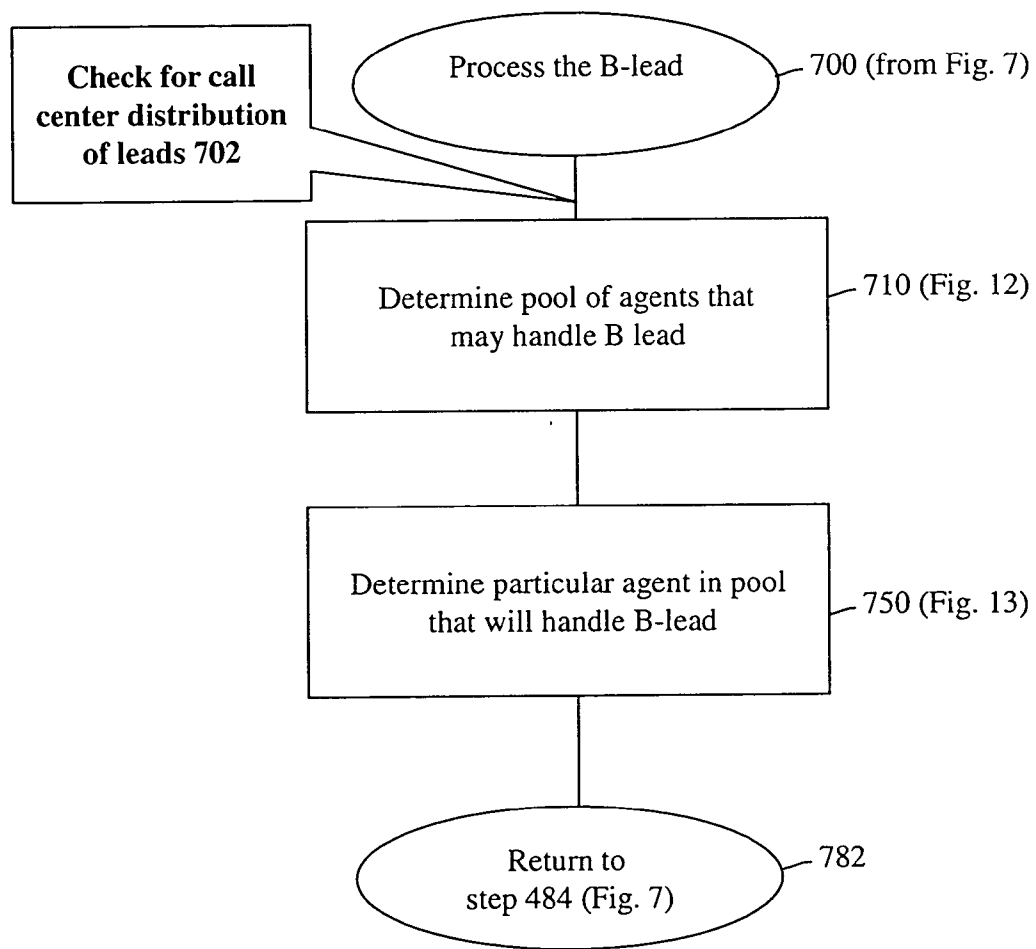 Check for call
center distribution
of leads 702
Process the B-lead
700 (from Fig. 7)
Determine pool of agents that
may handle B lead
710 (Fig. 12)
Determine particular agent in pool
that will handle B-lead
750 (Fig. 13)
Return to
step 484 (Fig. 7)
782